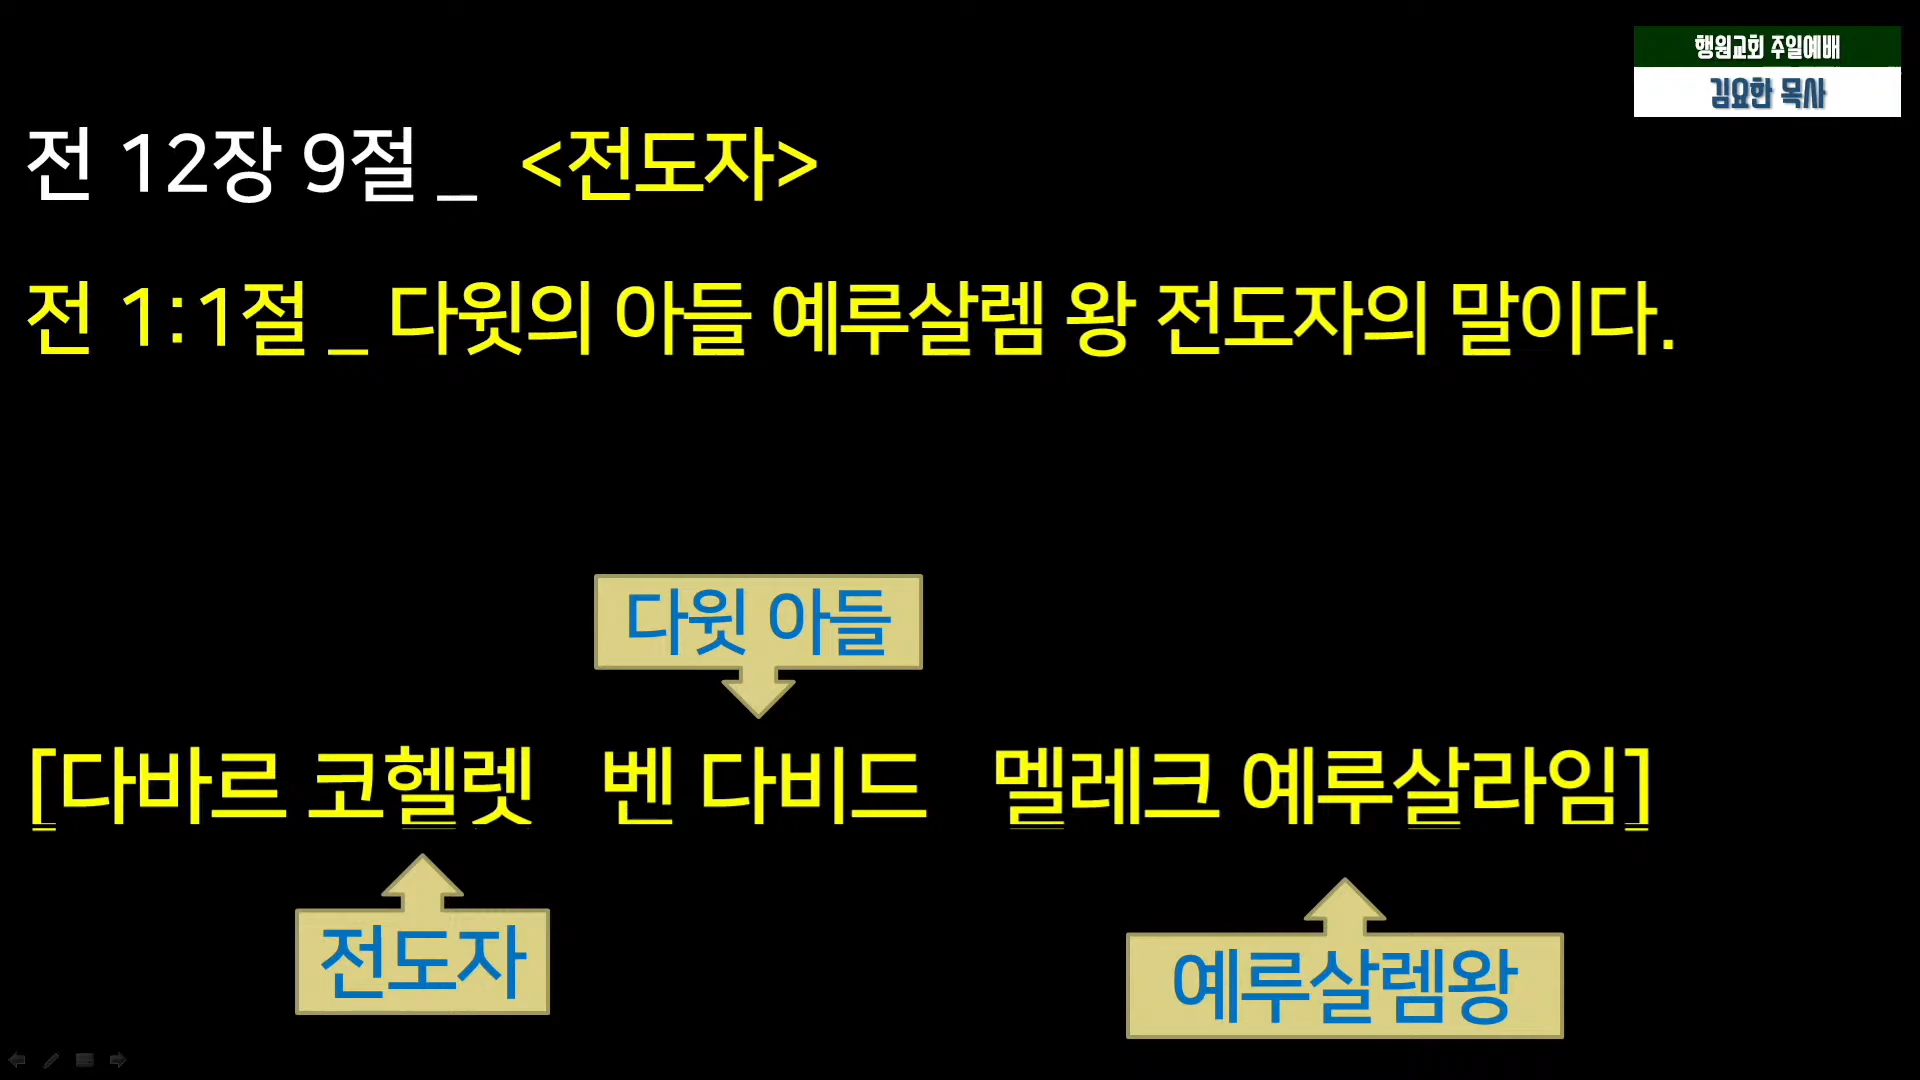 행원교회 주일예배
김요한 목사
전 12장 9절 _ <전도자>
전 1:1절 _ 다윗의 아들 예루살렘 왕 전도자의 말이다.
다윗 아들
[다바르 코헬렛 벤 다비드 멜레크 예루살라임]
전도자
예루살렘왕